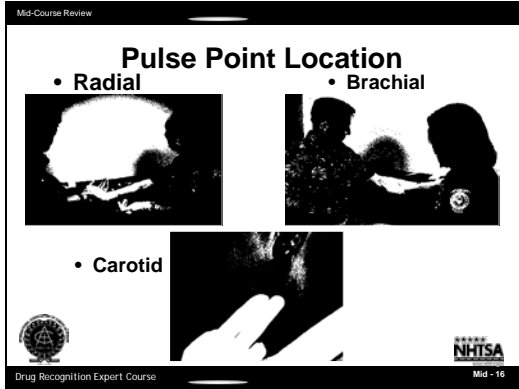 Mid-Course Review
Pulse Point Location
• Radial
• Brachial
• Carotid
NHTSA
Drug Recognition Expert Course
Mid - 16